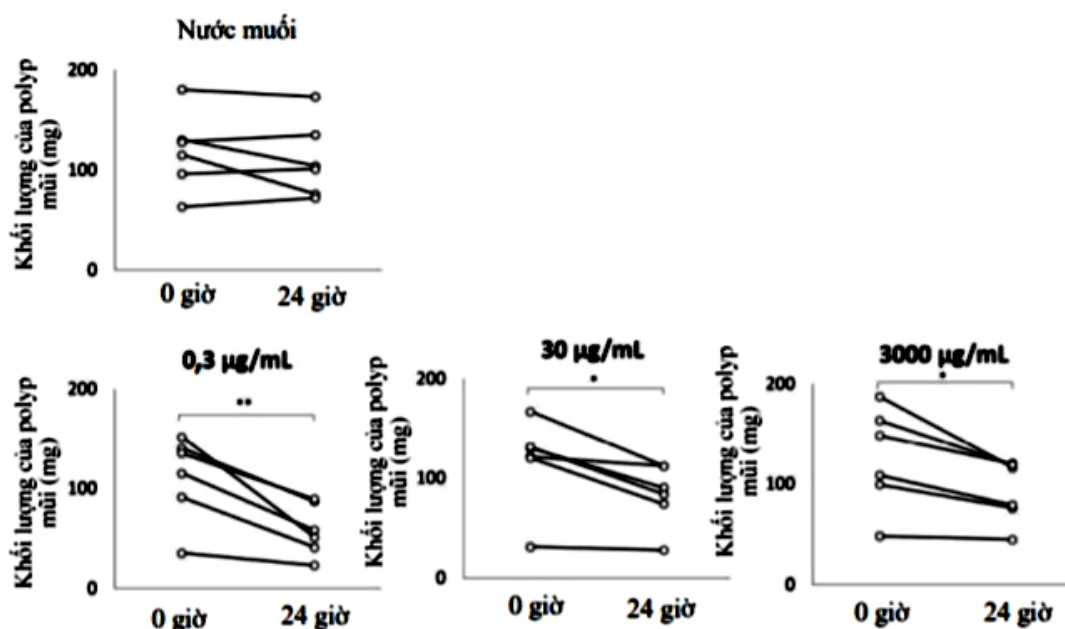 Nước muối
Khối lượng của polyp
mũi (mg)
200
100
0
0 giờ
24 giờ
0,3 µg/mL
Khối lượng của polyp
mũi (mg)
200
100
0
**
0 giờ
24 giờ
30 µg/mL
Khối lượng của polyp
mũi (mg)
200
100
0
*
0 giờ
24 giờ
3000 µg/mL
Khối lượng của polyp
mũi (mg)
200
100
0
*
0 giờ
24 giờ